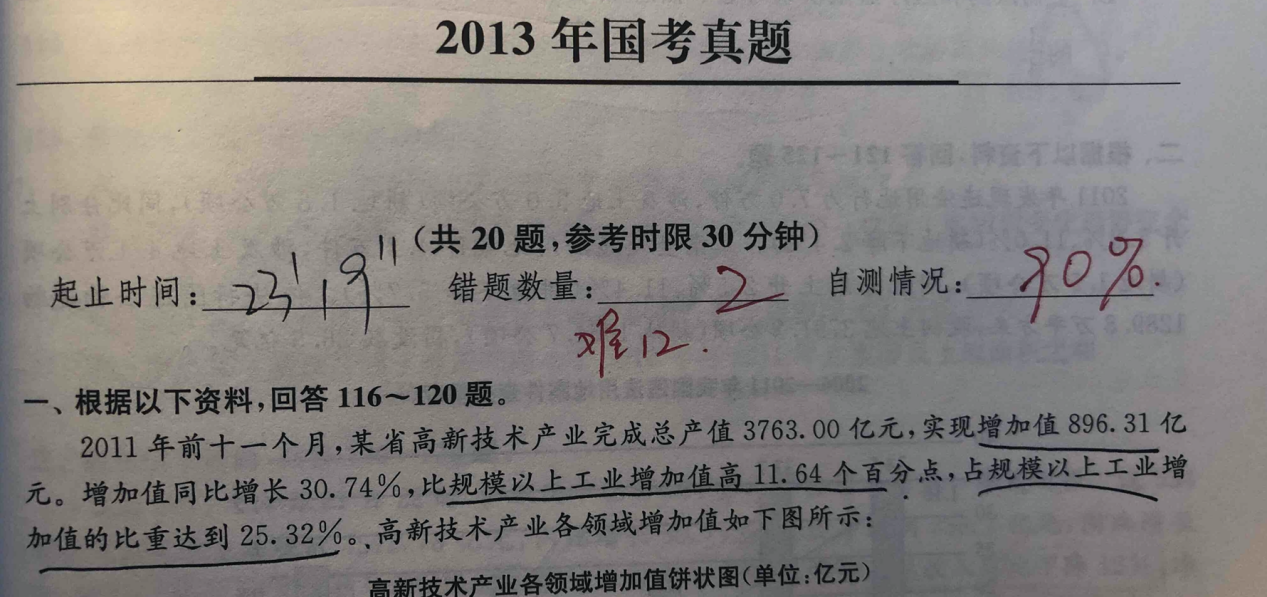 2013年国考真题
(共20题,参考时限30分钟)
起止时间: 23'19" 错题数量: 2 自测情况: 90%.
难12.
一、根据以下资料,回答116~120题。
2011年前十一个月,某省高新技术产业完成总产值3763.00亿元,实现增加值896.31亿
元。增加值同比增长30.74%,比规模以上工业增加值高11.64个百分点,占规模以上工业增
加值的比重达到25.32%。、高新技术产业各领域增加值如下图所示:
高新技术产业各领域增加值饼状图(单位:亿元)